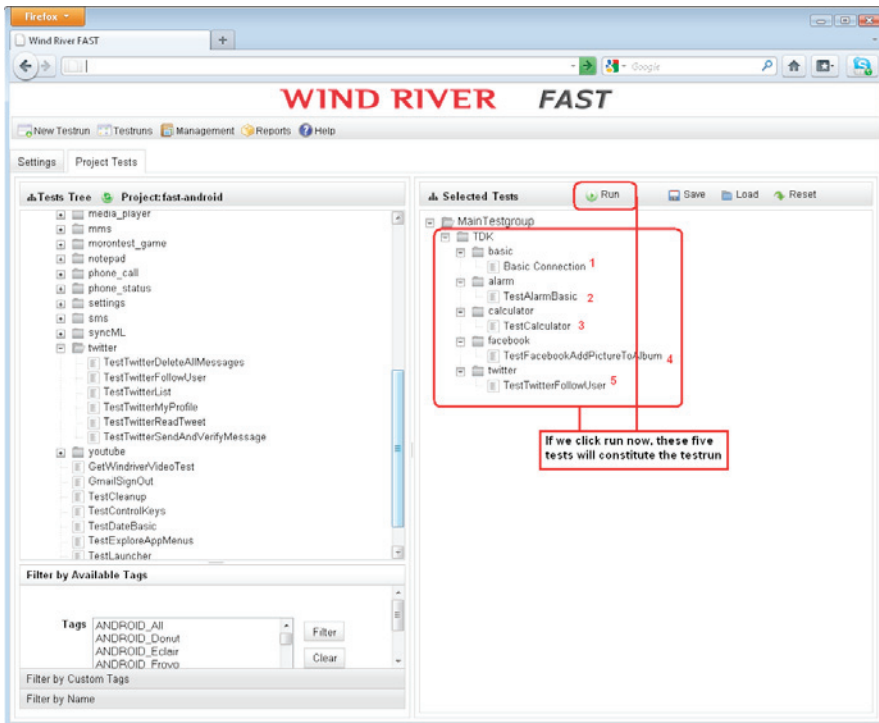 Firefox
Wind River FAST
Google
WIND RIVER FAST
New Testrun Testruns Management Reports Help
Settings Project Tests
Tests Tree Project:fast-android
media_player
mms
morontest_game
notepad
phone_call
phone_status
settings
sms
syncML
twitter
TestTwitterDeleteAllMessages
TestTwitterFollowUser
TestTwitterList
TestTwitterMyProfile
TestTwitterReadTweet
TestTwitterSendAndVerifyMessage
youtube
GetWindriverVideoTest
GmailSignOut
TestCleanup
TestControlKeys
TestDateBasic
TestExploreAppMenus
TestLauncher
Filter by Available Tags
Tags
ANDROID_All
ANDROID_Donut
ANDROID_Eclair
ANDROID_Froyo
Filter
Clear
Filter by Custom Tags
Filter by Name
Selected Tests Run Save Load Reset
MainTestgroup
TDK
basic
Basic Connection 1
alarm
TestAlarmBasic 2
calculator
TestCalculator 3
facebook
TestFacebookAddPictureToAlbum 4
twitter
TestTwitterFollowUser 5
If we click run now, these five
tests will constitute the testrun